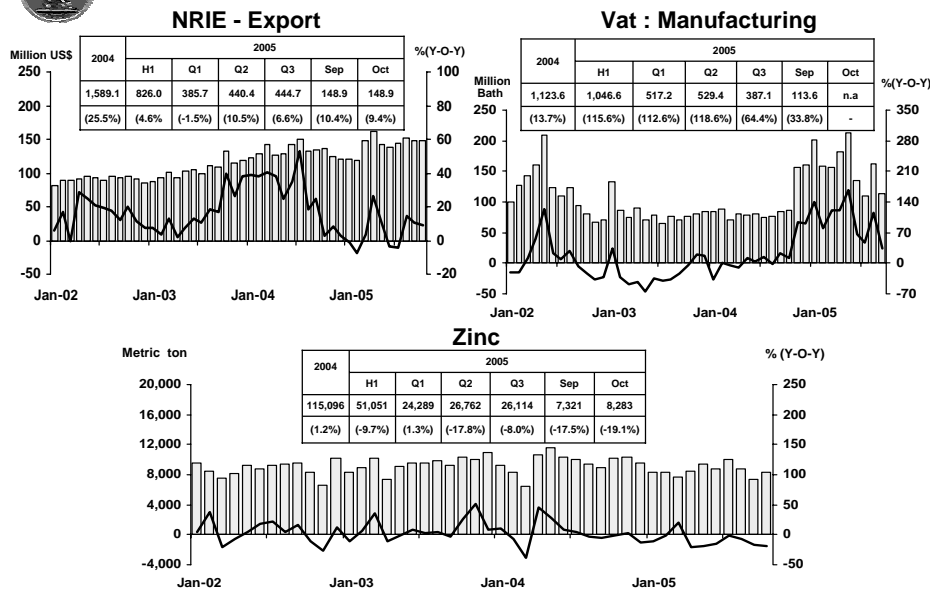 NRIE - Export
Million US$
%(Y-O-Y)
2004 2005
H1 Q1 Q2 Q3 Sep Oct
1,589.1 826.0 385.7 440.4 444.7 148.9 148.9
(25.5%) (4.6% (-1.5%) (10.5%) (6.6%) (10.4%) (9.4%)
250 100
200 80
150 60
100 40
50 20
0 0
-50 -20
Jan-02 Jan-03 Jan-04 Jan-05
Vat : Manufacturing
Million
Bath
%(Y-O-Y)
2004 2005
H1 Q1 Q2 Q3 Sep Oct
1,123.6 1,046.6 517.2 529.4 387.1 113.6 n.a
(13.7%) (115.6%) (112.6%) (118.6%) (64.4%) (33.8%) -
250 350
200 280
150 210
100 140
50 70
0 0
-50 -70
Jan-02 Jan-03 Jan-04 Jan-05
Zinc
Metric ton
% (Y-O-Y)
2004 2005
H1 Q1 Q2 Q3 Sep Oct
115,096 51,051 24,289 26,762 26,114 7,321 8,283
(1.2%) (-9.7%) (1.3%) (-17.8%) (-8.0%) (-17.5%) (-19.1%)
20,000 250
16,000 200
12,000 150
8,000 100
4,000 50
0 0
-4,000 -50
Jan-02 Jan-03 Jan-04 Jan-05